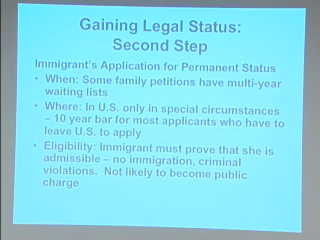 Gaining Legal Status:
Second Step
Immigrant's Application for Permanent Status
• When: Some family petitions have multi-year
waiting lists
• Where: In U.S. only in special circumstances
– 10 year bar for most applicants who have to
leave U.S. to apply
• Eligibility: Immigrant must prove that she is
admissible – no immigration, criminal
violations. Not likely to become public
charge